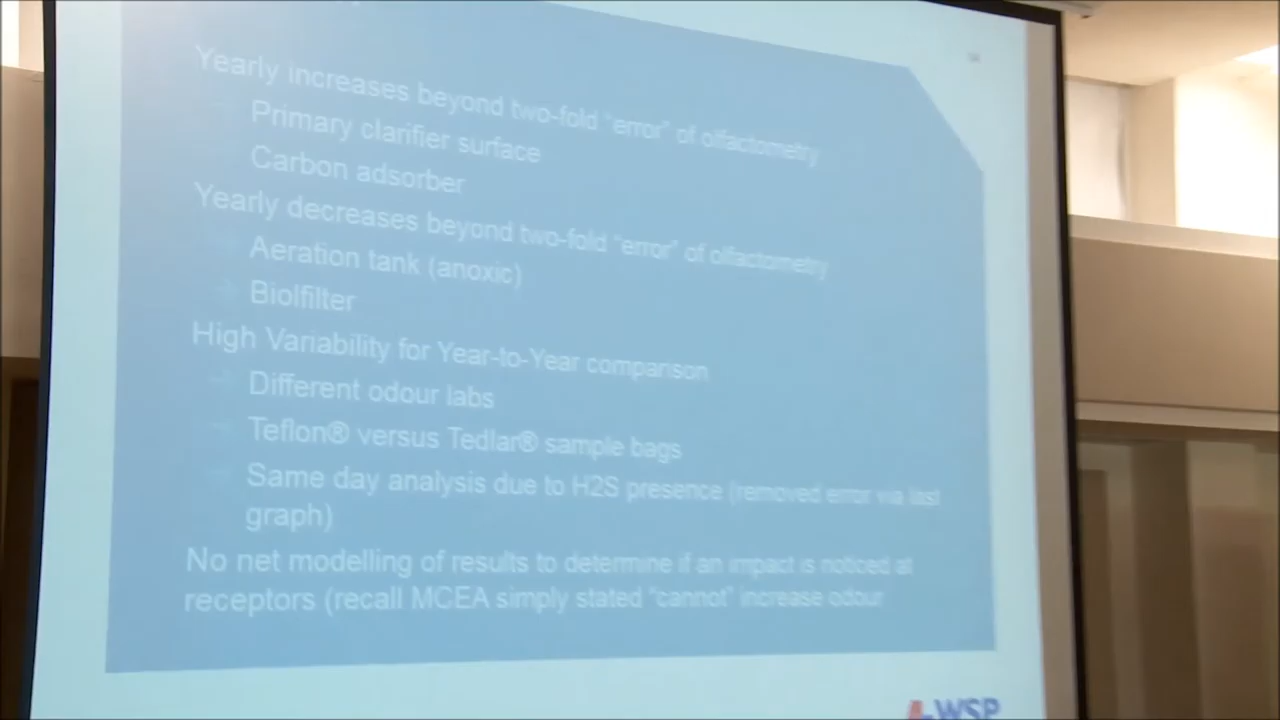 Yearly increases beyond two-fold "error" of olfactometry
Primary clarifier surface
Carbon adsorber
Yearly decreases beyond two-fold "error" of olfactometry
Aeration tank (anoxic)
Biolfilter
High Variability for Year-to-Year comparison
Different odour labs
Teflon® versus Tedlar® sample bags
Same day analysis due to H2S presence (removed error via last
graph)
No net modelling of results to determine if an impact is noticed at
receptors (recall MCEA simply stated "cannot" increase odour
WSP